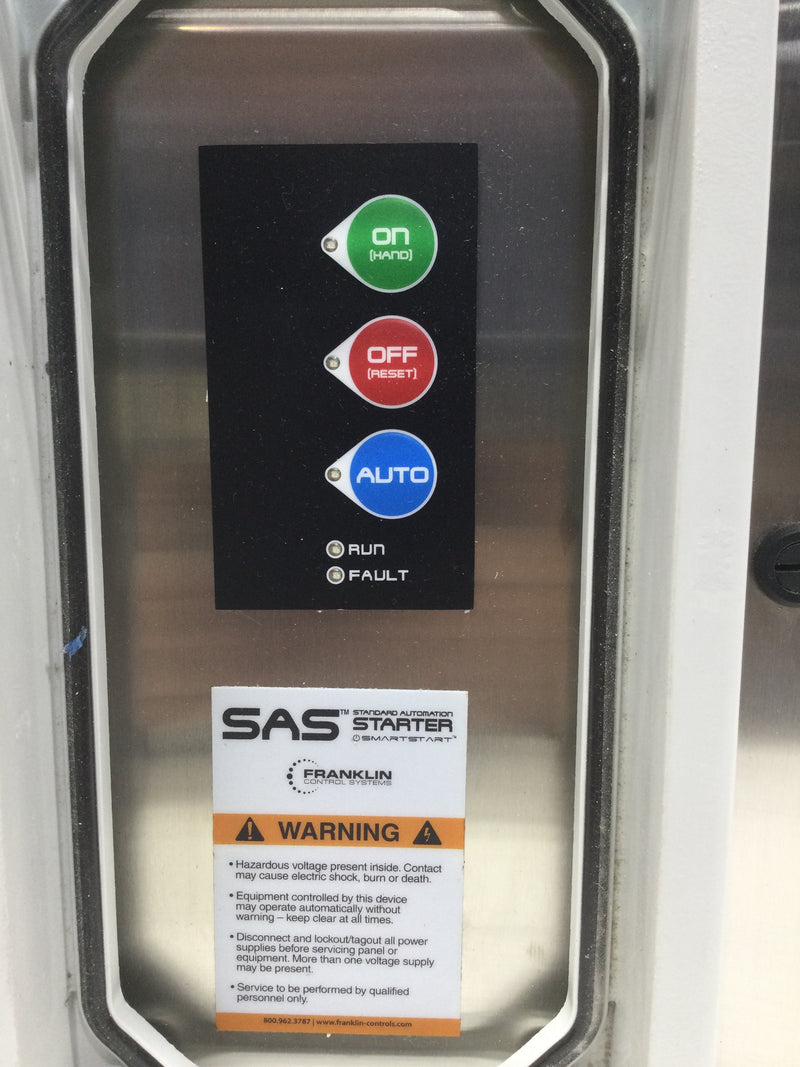 ON
[HAND]
OFF
[RESET]
AUTO
RUN
FAULT
SAS™ STANDARD AUTOMATION
STARTER
SMARTSTART™
FRANKLIN
CONTROL SYSTEMS
WARNING
• Hazardous voltage present inside. Contact
may cause electric shock, burn or death.
• Equipment controlled by this device
may operate automatically without
warning – keep clear at all times.
• Disconnect and lockout/tagout all power
supplies before servicing panel or
equipment. More than one voltage supply
may be present.
• Service to be performed by qualified
personnel only.
800.962.3787 | www.franklin-controls.com